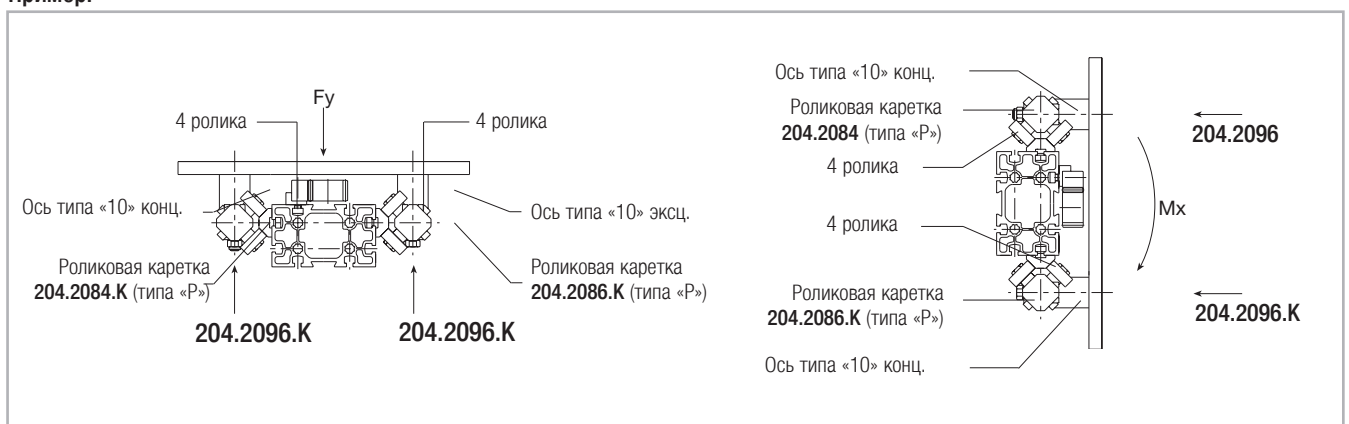 Пример:
Fy
4 ролика
4 ролика
Ось типа «10» конц.
Ось типа «10» эксц.
Роликовая каретка
204.2084.K (типа «P»)
Роликовая каретка
204.2086.K (типа «P»)
204.2096.K
204.2096.K
Ось типа «10» конц.
Роликовая каретка
204.2084 (типа «P»)
4 ролика
204.2096
4 ролика
Mx
Роликовая каретка
204.2086.K (типа «P»)
204.2096.K
Ось типа «10» конц.